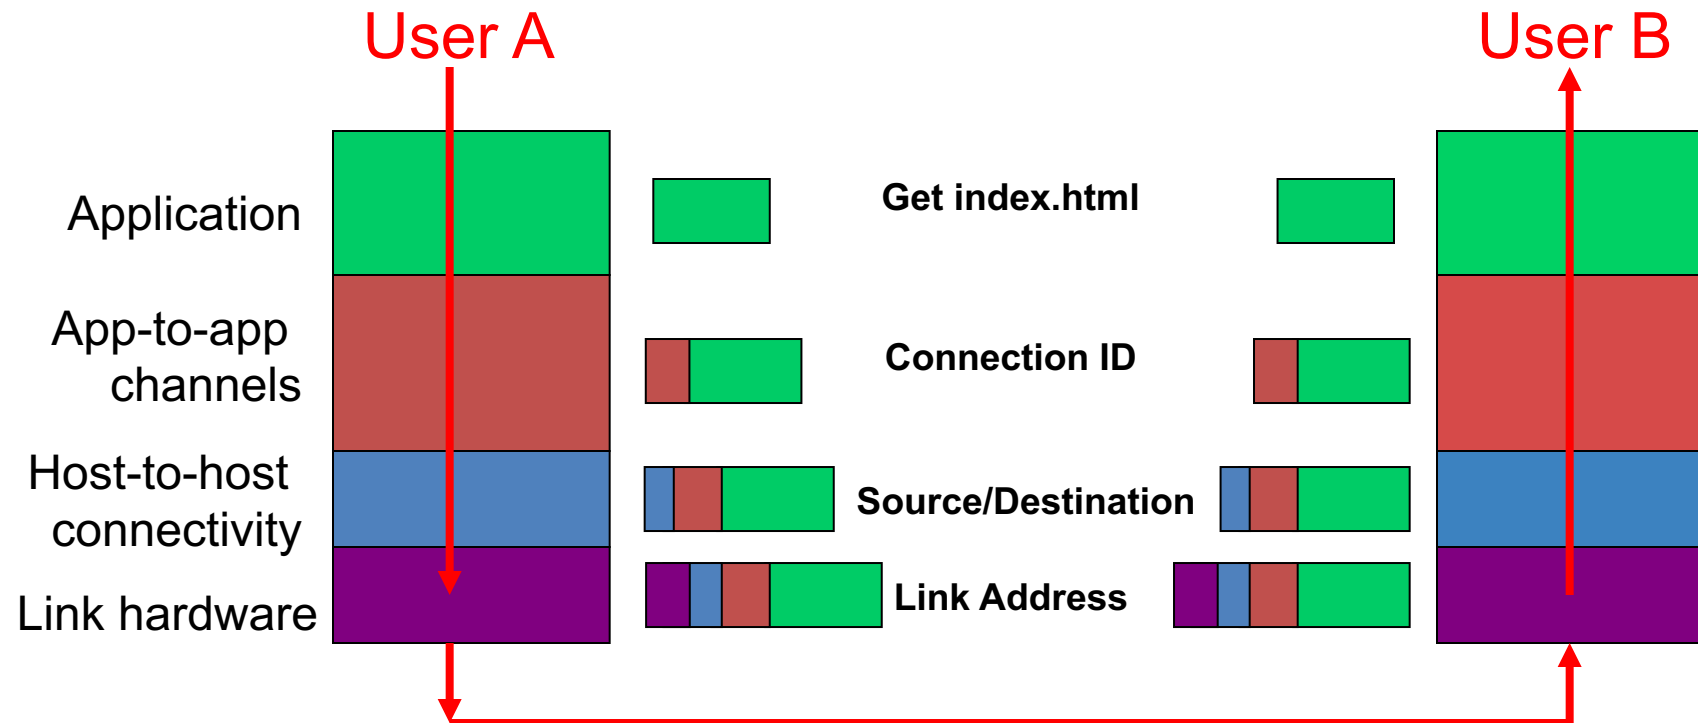 User A
User B
Application
Get index.html
App-to-app
channels
Connection ID
Host-to-host
connectivity
Source/Destination
Link hardware
Link Address